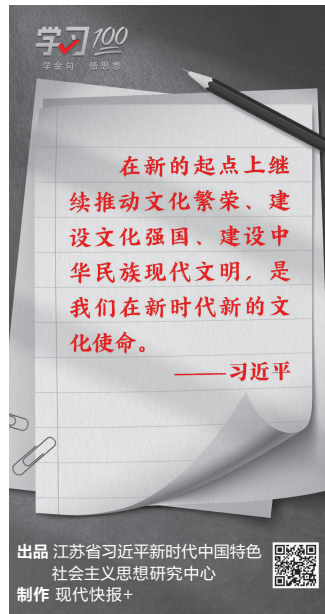 学习100
学金句 悟思想
在新的起点上继
续推动文化繁荣、建
设文化强国、建设中
华民族现代文明，是
我们在新时代新的文
化使命。
——习近平
出品 江苏省习近平新时代中国特色
社会主义思想研究中心
制作 现代快报+